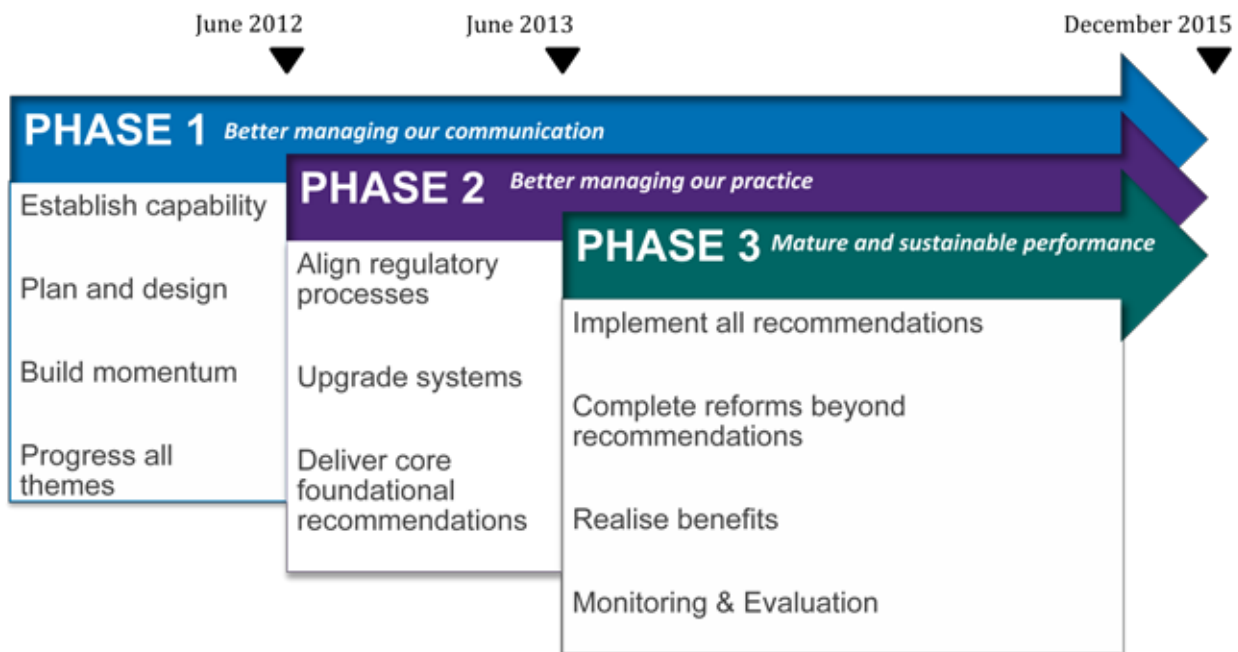 June 2012
June 2013
December 2015
PHASE 1 Better managing our communication
Establish capability
Plan and design
Build momentum
Progress all
themes
PHASE 2 Better managing our practice
Align regulatory
processes
Upgrade systems
Deliver core
foundational
recommendations
PHASE 3 Mature and sustainable performance
Implement all recommendations
Complete reforms beyond
recommendations
Realise benefits
Monitoring & Evaluation